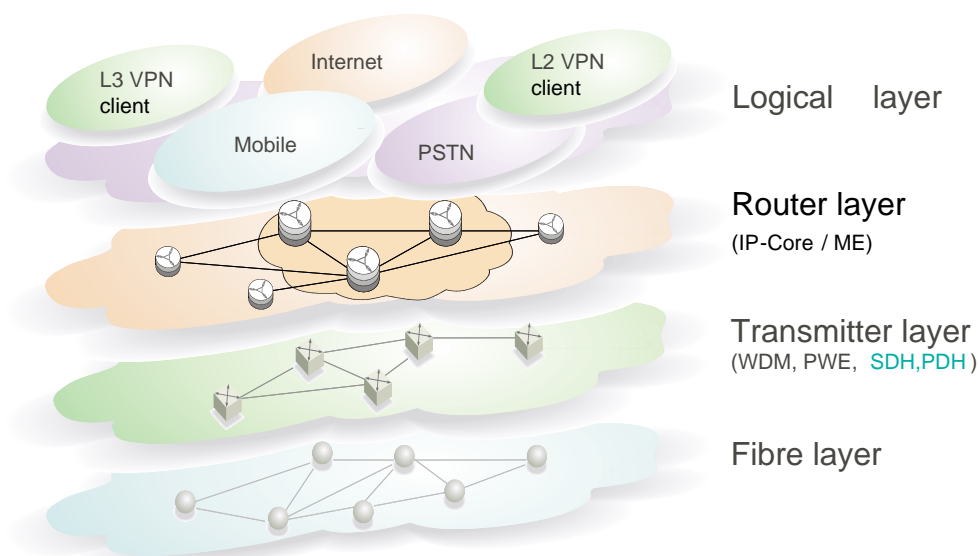 L3 VPN
client
Internet
L2 VPN
client
Mobile
PSTN
Logical layer
Router layer
(IP-Core / ME)
Transmitter layer
(WDM, PWE, SDH,PDH )
Fibre layer